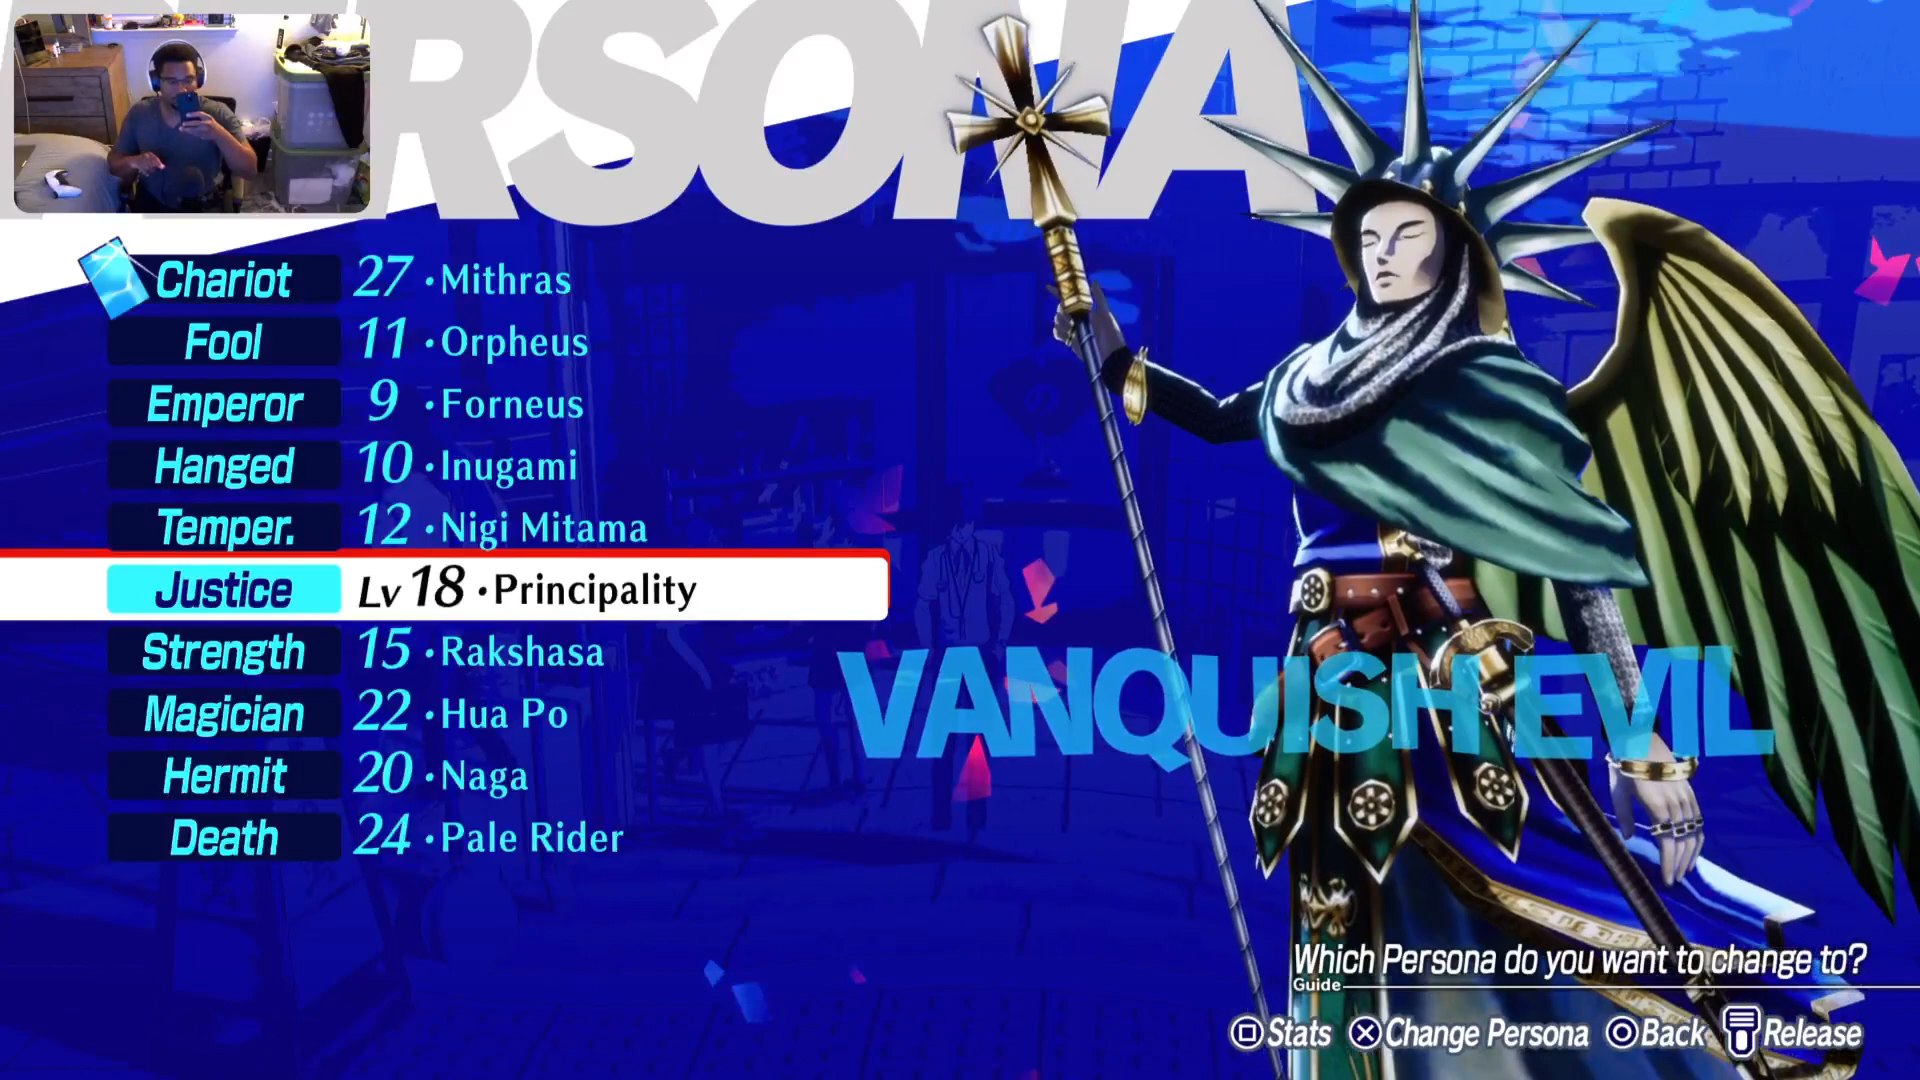 PERSONA
Chariot 27 · Mithras
Fool 11 · Orpheus
Emperor 9 · Forneus
Hanged 10 · Inugami
Temper. 12 · Nigi Mitama
Justice Lv 18 · Principality
Strength 15 · Rakshasa
Magician 22 · Hua Po
Hermit 20 · Naga
Death 24 · Pale Rider
VANQUISH EVIL
Which Persona do you want to change to?
Guide
Stats Change Persona Back Release